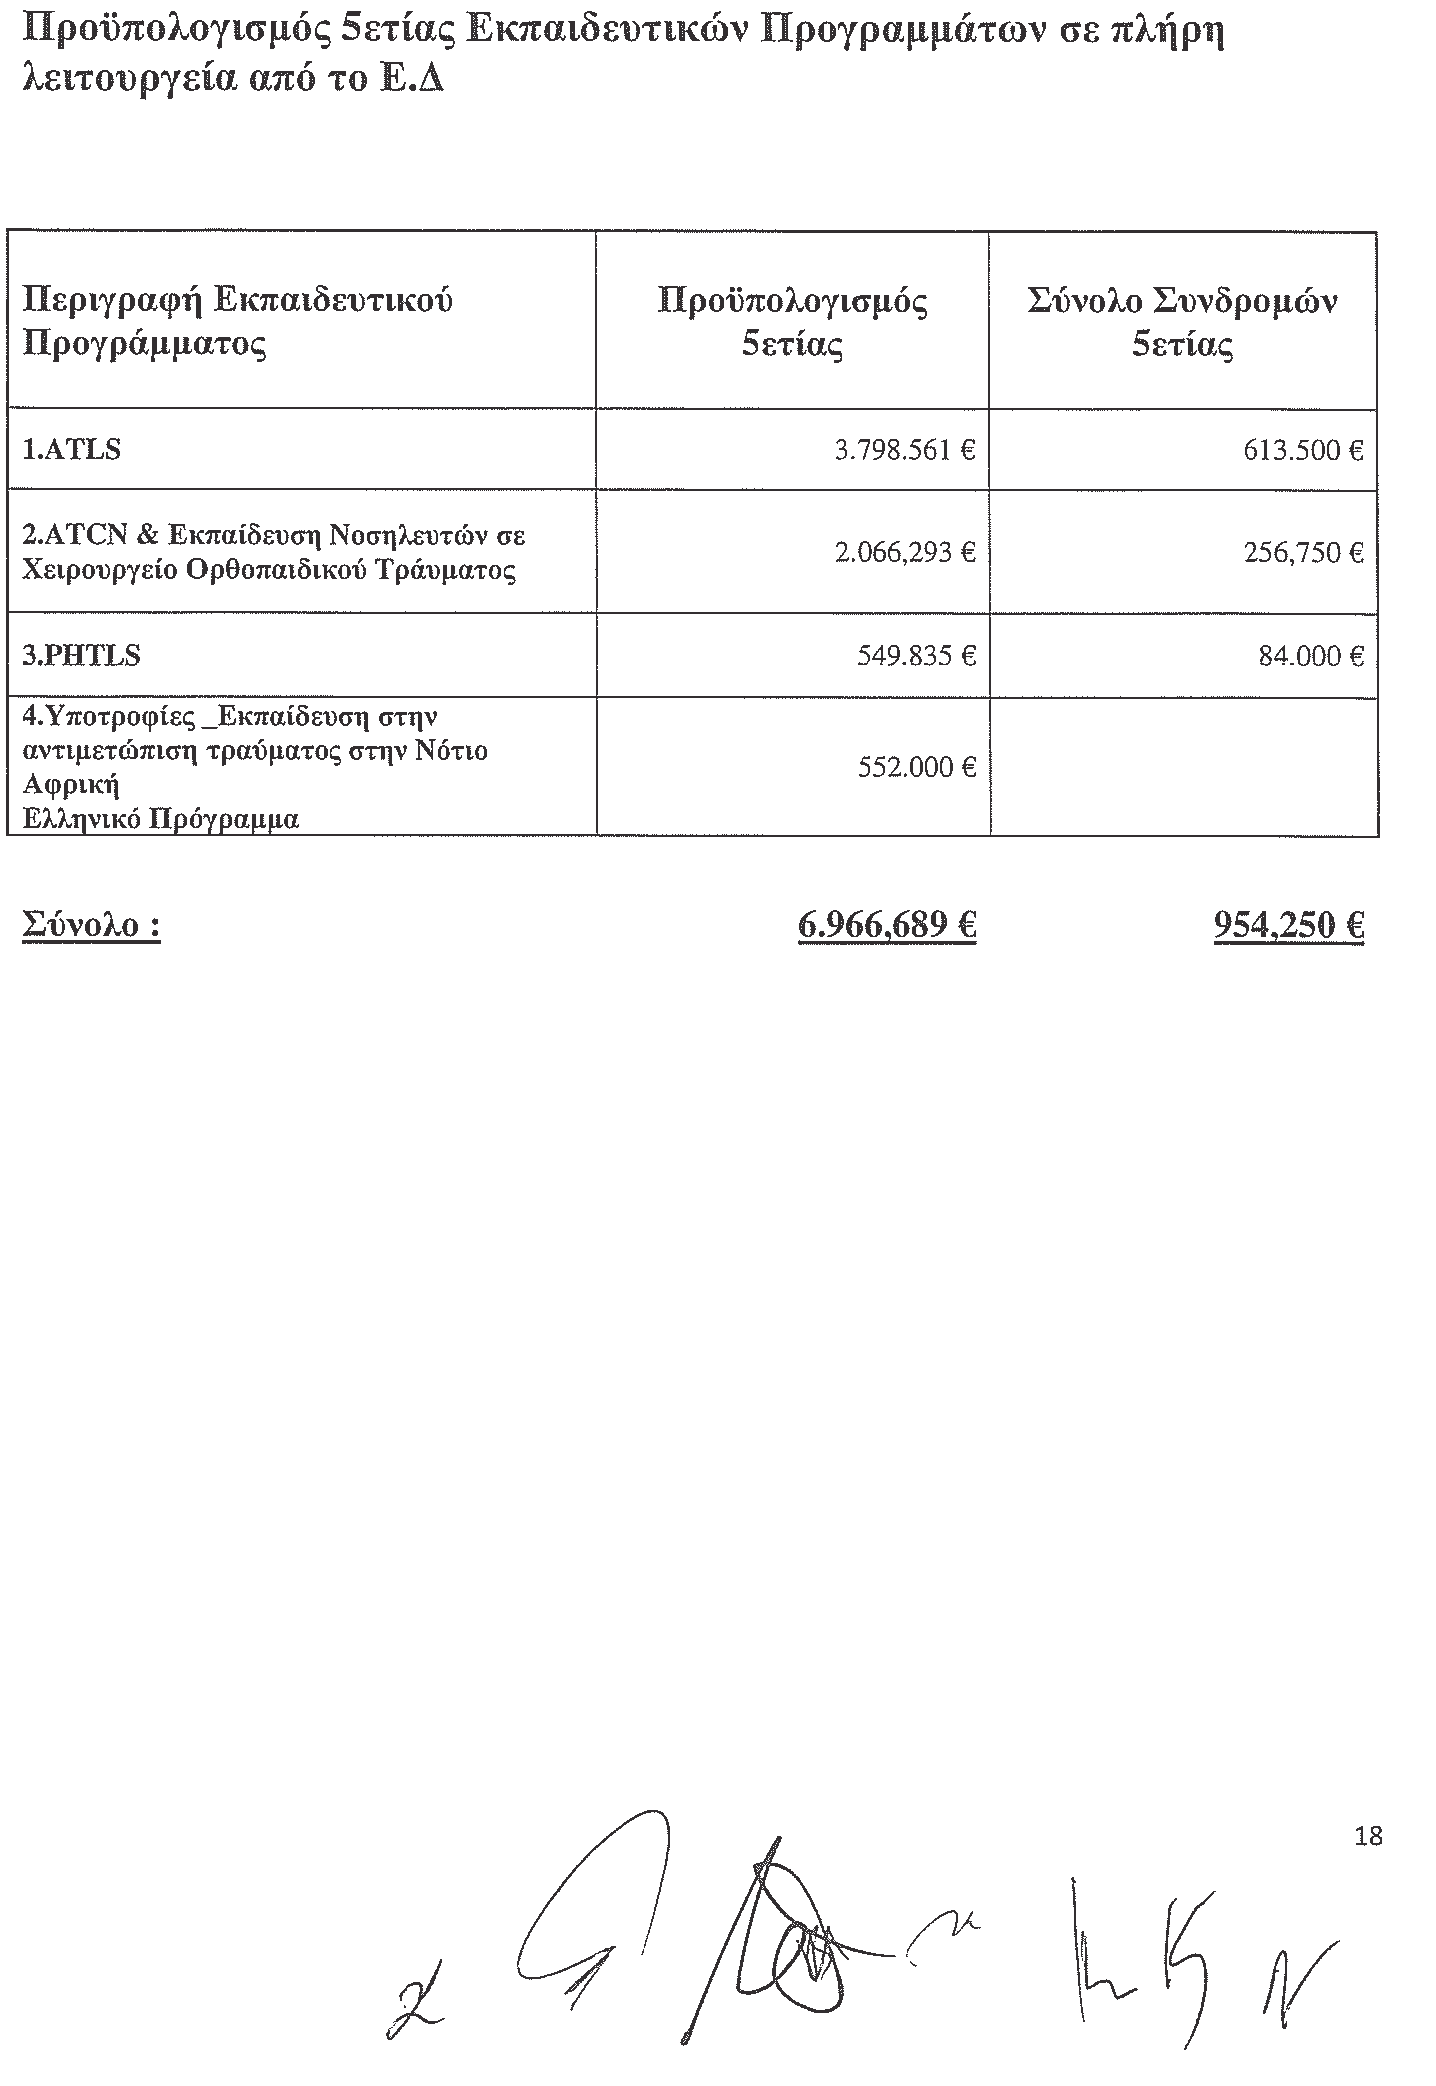 Προϋπολογισμός 5ετίας Εκπαιδευτικών Προγραμμάτων σε πλήρη
λειτουργεία από το Ε.Δ
Περιγραφή Εκπαιδευτικού
Προγράμματος
Προϋπολογισμός
5ετίας
Σύνολο Συνδρομών
5ετίας
1.ATLS
3.798.561 €
613.500 €
2.ATCN & Εκπαίδευση Νοσηλευτών σε
Χειρουργείο Ορθοπαιδικού Τράυματος
2.066,293 €
256,750 €
3.PHTLS
549.835 €
84.000 €
4.Υποτροφίες _Εκπαίδευση στην
αντιμετώπιση τραύματος στην Νότιο
Αφρική
Ελληνικό Πρόγραμμα
552.000 €
Σύνολο :
6.966,689 €
954,250 €
18